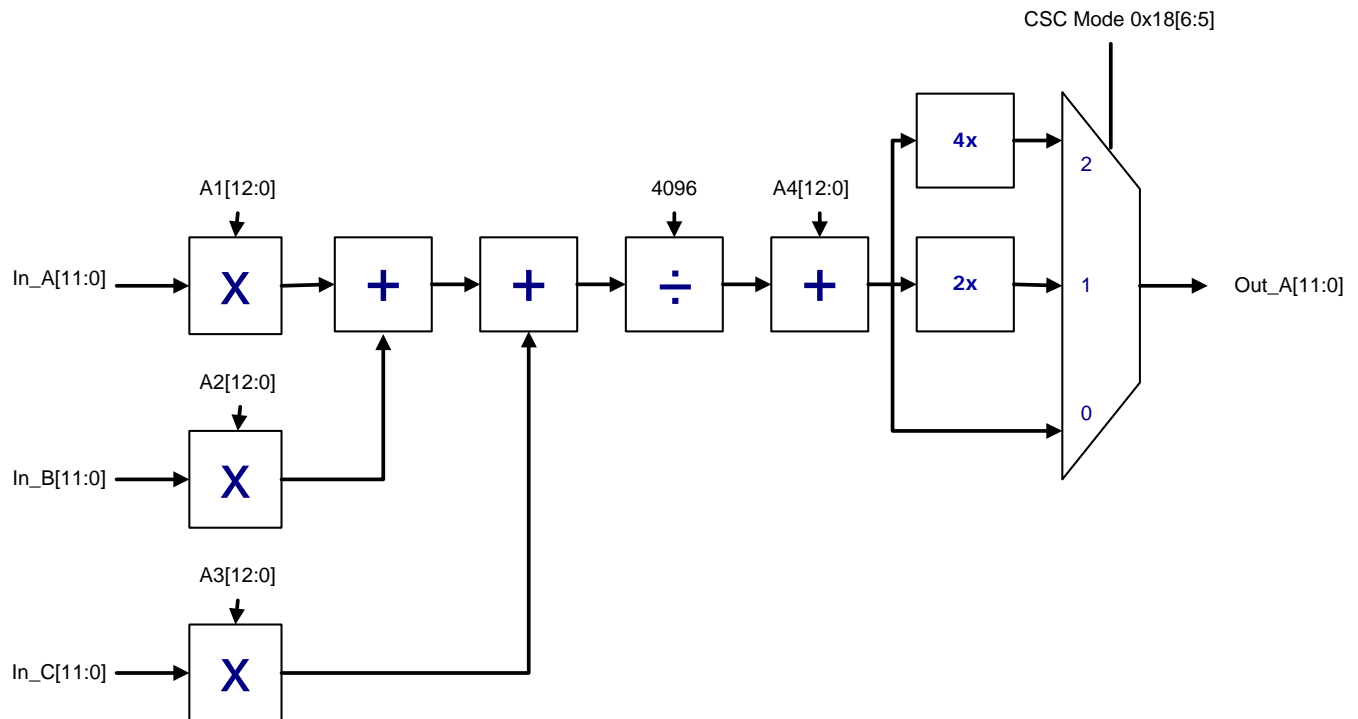 CSC Mode 0x18[6:5]
4x
2
A1[12:0]
4096
A4[12:0]
In_A[11:0]
X
+
+
÷
+
2x
1
Out_A[11:0]
A2[12:0]
0
In_B[11:0]
X
A3[12:0]
In_C[11:0]
X